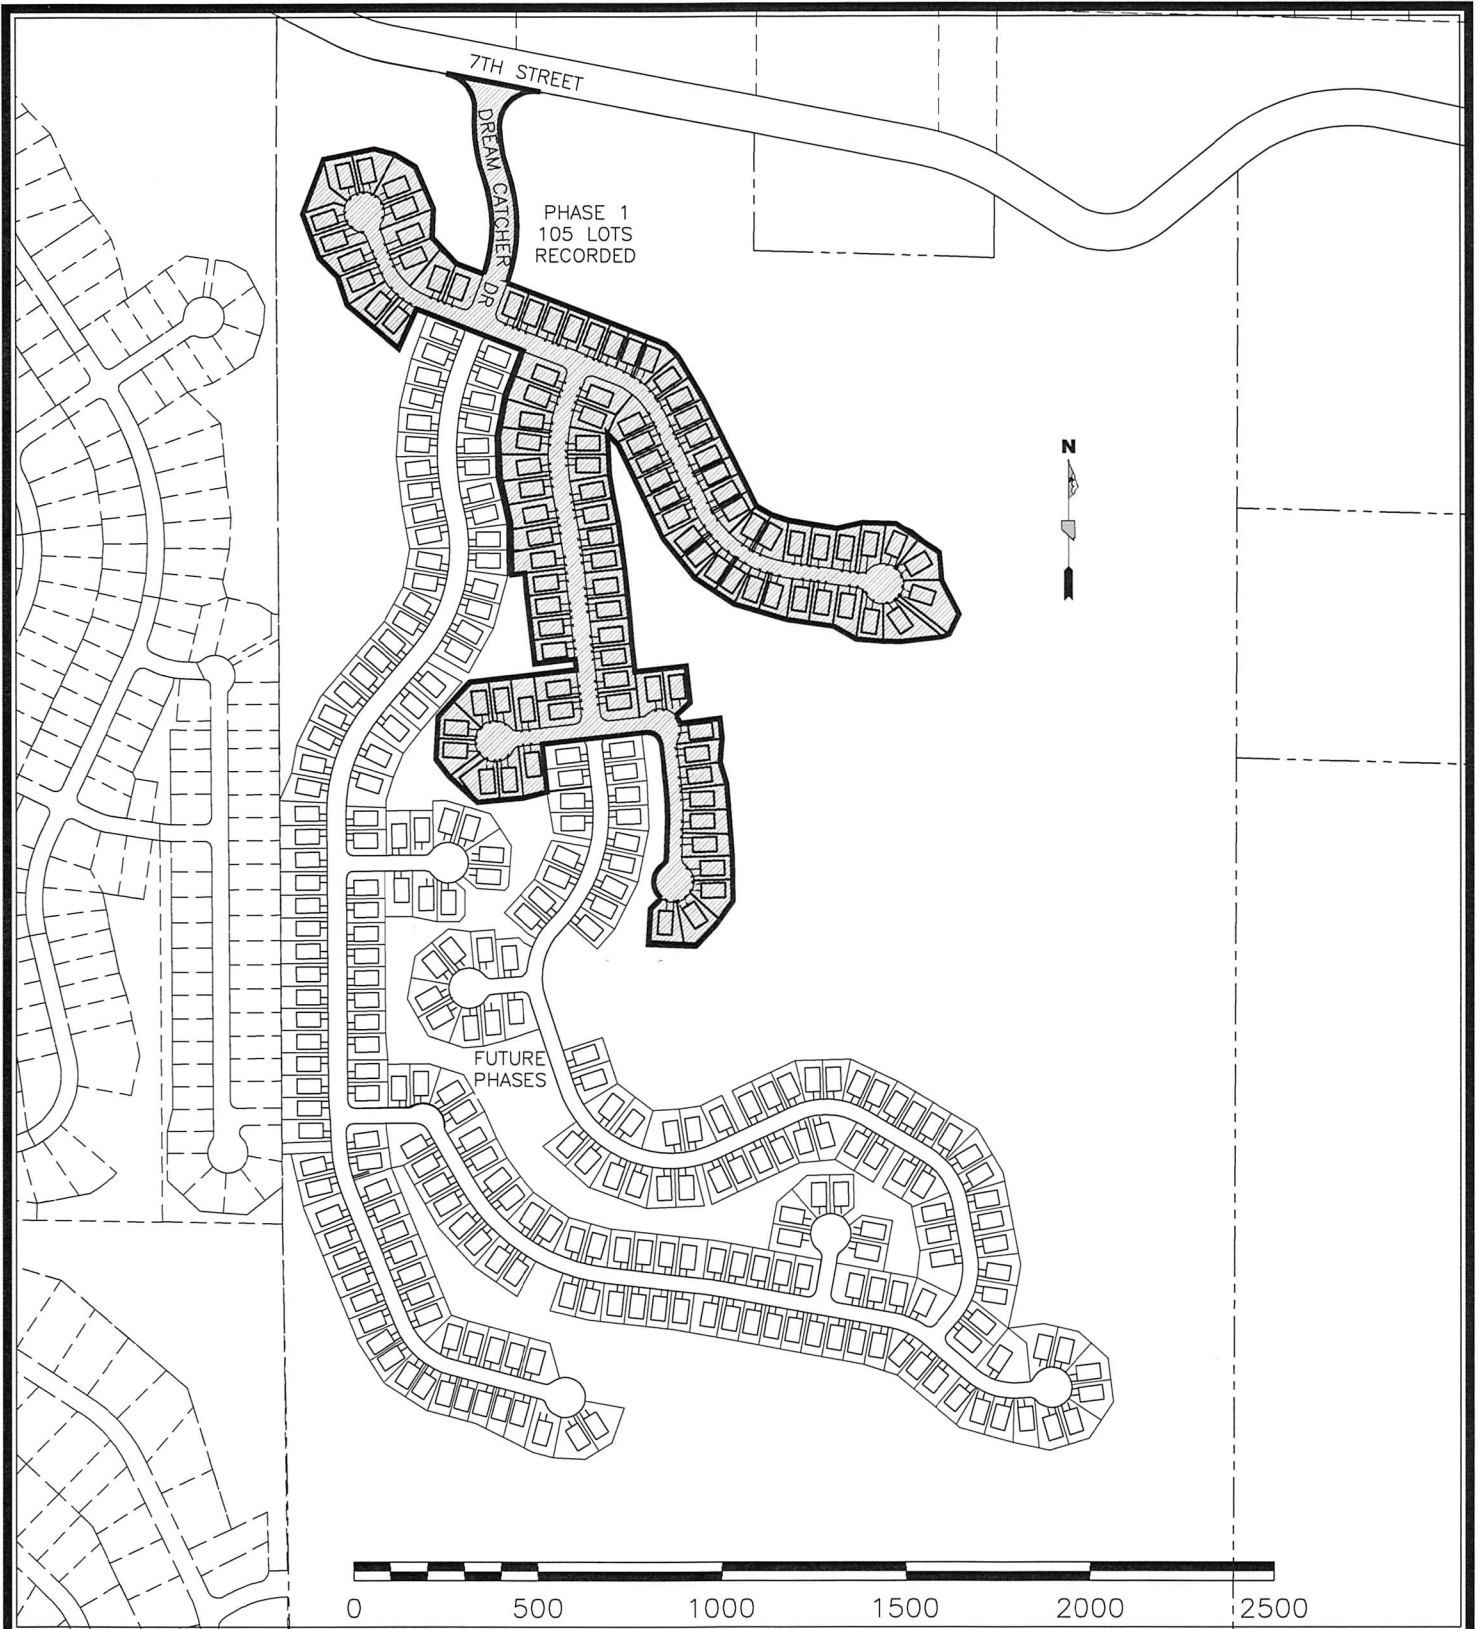 7TH STREET
DREAM CATCHER DR
PHASE 1
105 LOTS
RECORDED
N
FUTURE
PHASES
0 500 1000 1500 2000 2500